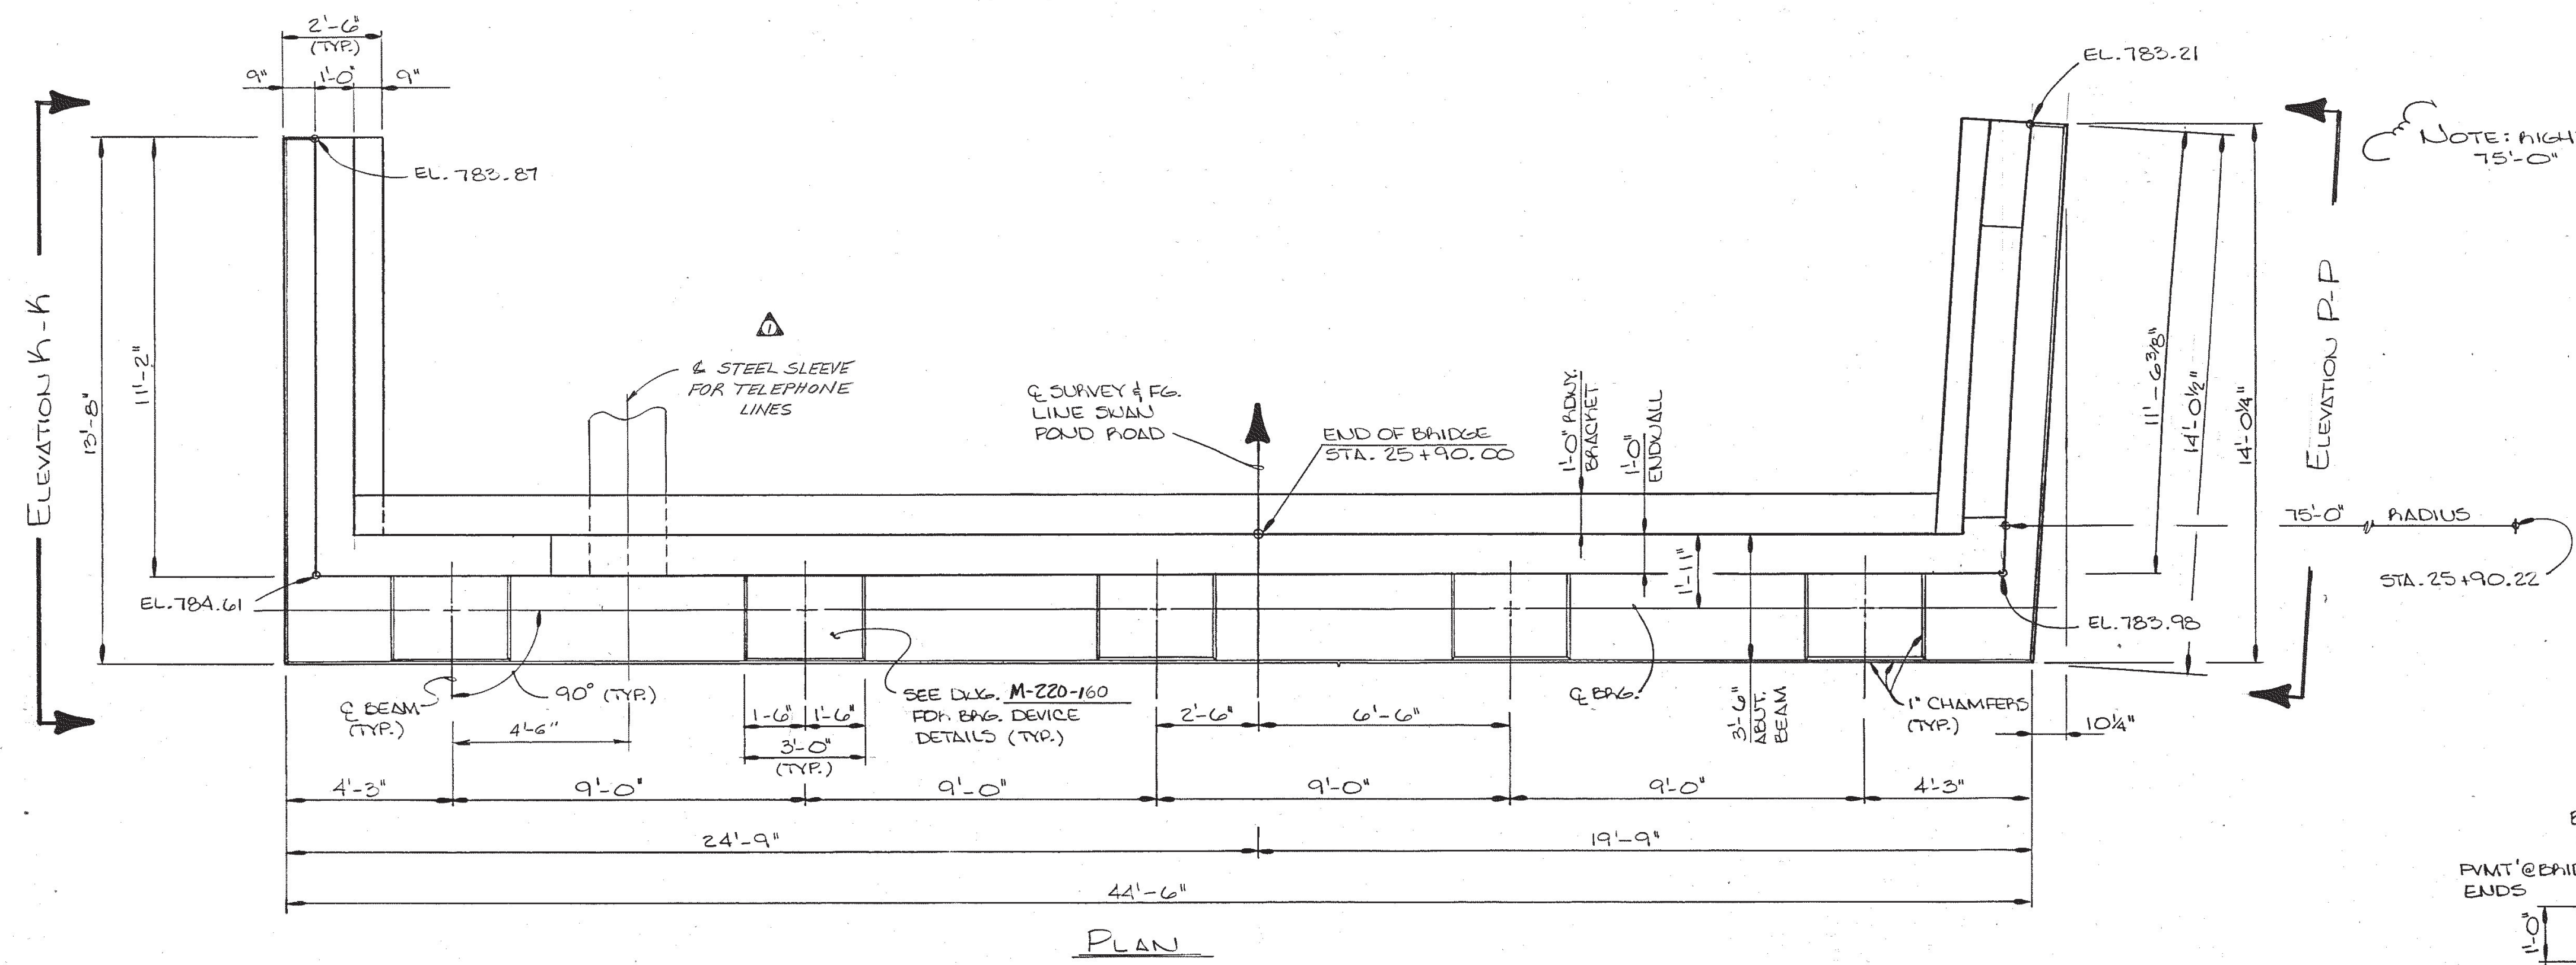 2'-6"
(TYP.)
9" 1'-0" 9"
EL. 783.21
EL. 783.87
NOTE: RIGH
75'-0"
ELEVATION K-K
13'-8"
11'-2"
1
℄ STEEL SLEEVE
FOR TELEPHONE
LINES
℄ SURVEY & F.G.
LINE SWAN
POND ROAD
END OF BRIDGE
STA. 25+90.00
1'-0" RDWY.
BRACKET
1'-0"
ENDWALL
1'-11"
11'-6 3/8"
14'-0 1/2"
14'-0 1/4"
ELEVATION P-P
75'-0" RADIUS
STA. 25+90.22
EL. 784.61
EL. 783.98
℄ BEAM
(TYP.)
90° (TYP.)
4'-6"
1'-6" 1'-6"
3'-0"
(TYP.)
SEE DWG. M-220-160
FOR BRG. DEVICE
DETAILS (TYP.)
2'-6" 6'-6"
℄ BRG.
3'-6"
ABUT.
BEAM
1" CHAMFERS
(TYP.)
10 1/4"
4'-3" 9'-0" 9'-0" 9'-0" 9'-0" 4'-3"
24'-9" 19'-9"
44'-6"
PLAN
PVMT @ BRID
ENDS
1'-0"